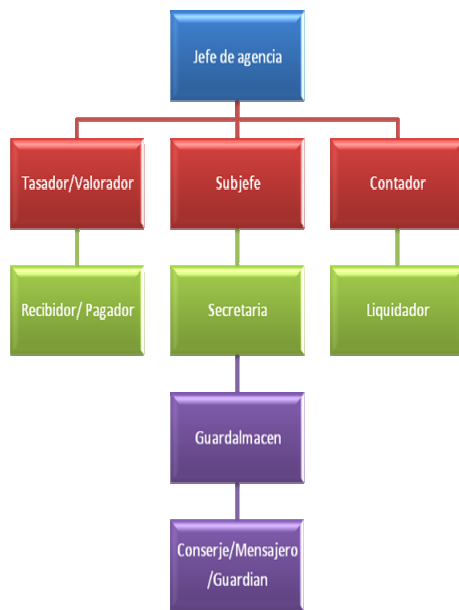 Jefe de agencia
Tasador/Valorador
Subjefe
Contador
Recibidor/ Pagador
Secretaria
Liquidador
Guardalmacen
Conserje/Mensajero
/Guardian